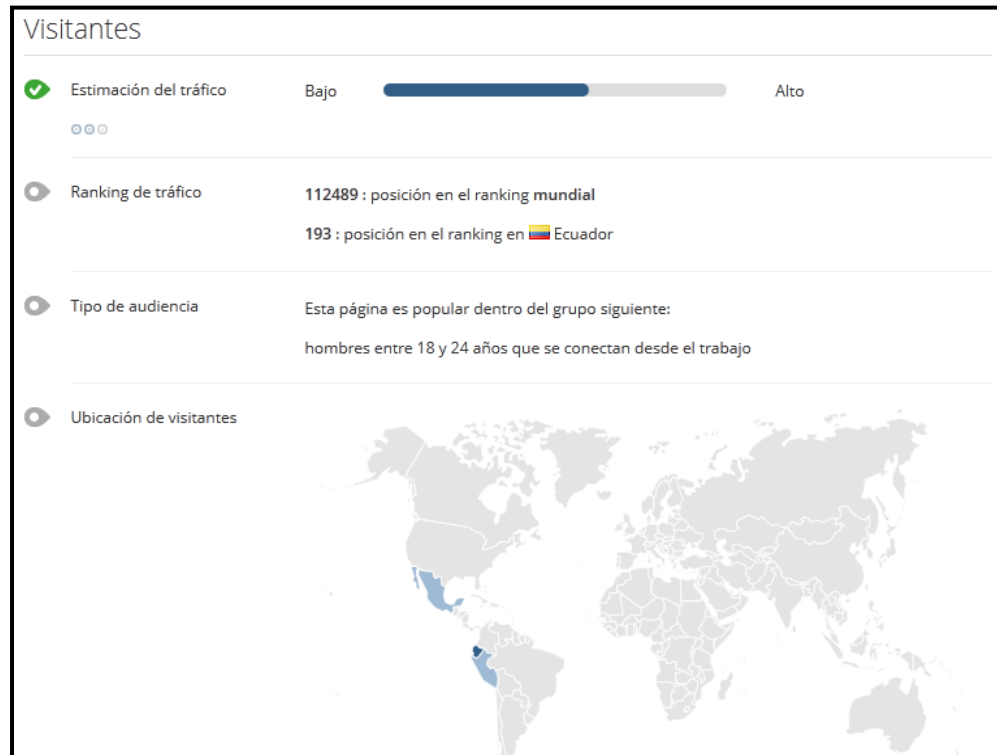 Visitantes
Estimación del tráfico
Bajo
Alto
Ranking de tráfico
112489 : posición en el ranking mundial
193 : posición en el ranking en Ecuador
Tipo de audiencia
Esta página es popular dentro del grupo siguiente:
hombres entre 18 y 24 años que se conectan desde el trabajo
Ubicación de visitantes